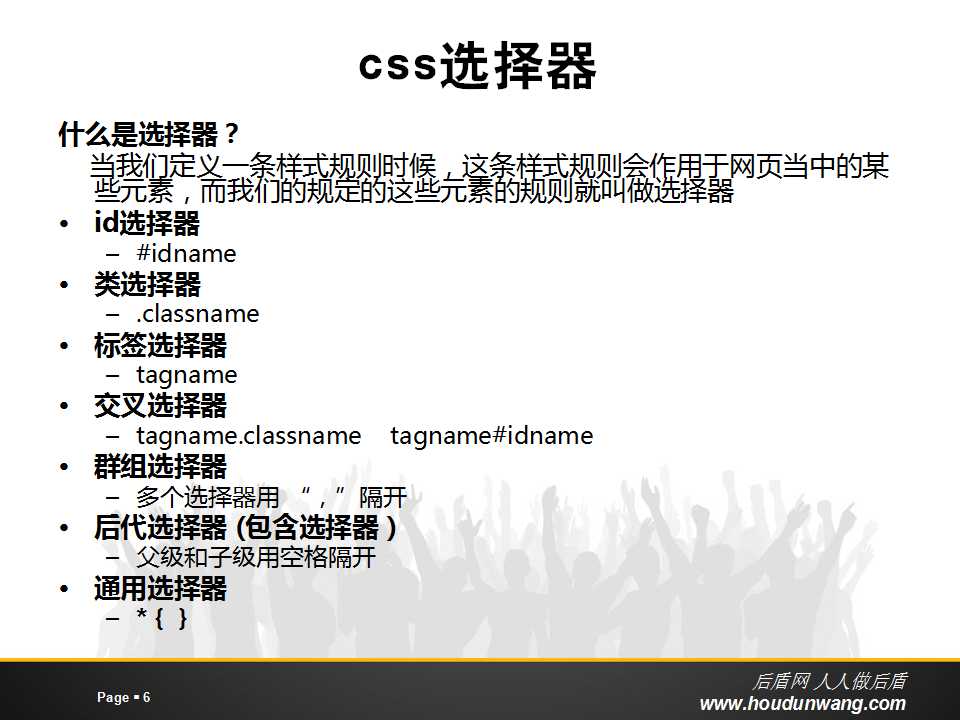 css选择器
什么是选择器？
当我们定义一条样式规则时候，这条样式规则会作用于网页当中的某
些元素，而我们的规定的这些元素的规则就叫做选择器
• id选择器
– #idname
• 类选择器
– .classname
• 标签选择器
– tagname
• 交叉选择器
– tagname.classname tagname#idname
• 群组选择器
– 多个选择器用 “，”隔开
• 后代选择器 (包含选择器）
– 父级和子级用空格隔开
• 通用选择器
– * { }
Page ▪ 6
后盾网 人人做后盾
www.houdunwang.com